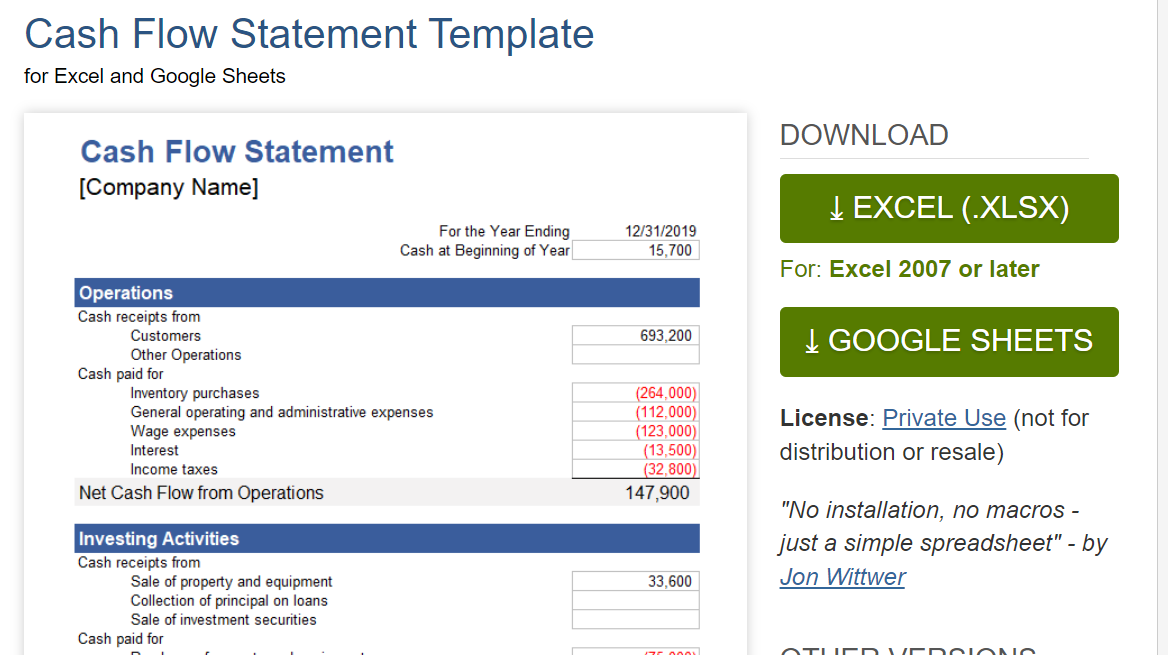 Cash Flow Statement Template
for Excel and Google Sheets
Cash Flow Statement
[Company Name]
For the Year Ending 12/31/2019
Cash at Beginning of Year 15,700
Operations
Cash receipts from
Customers 693,200
Other Operations
Cash paid for
Inventory purchases (264,000)
General operating and administrative expenses (112,000)
Wage expenses (123,000)
Interest (13,500)
Income taxes (32,800)
Net Cash Flow from Operations 147,900
Investing Activities
Cash receipts from
Sale of property and equipment 33,600
Collection of principal on loans
Sale of investment securities
Cash paid for
DOWNLOAD
⤓ EXCEL (.XLSX)
For: Excel 2007 or later
⤓ GOOGLE SHEETS
License: Private Use (not for
distribution or resale)
"No installation, no macros -
just a simple spreadsheet" - by
Jon Wittwer
OTHER VERSIONS